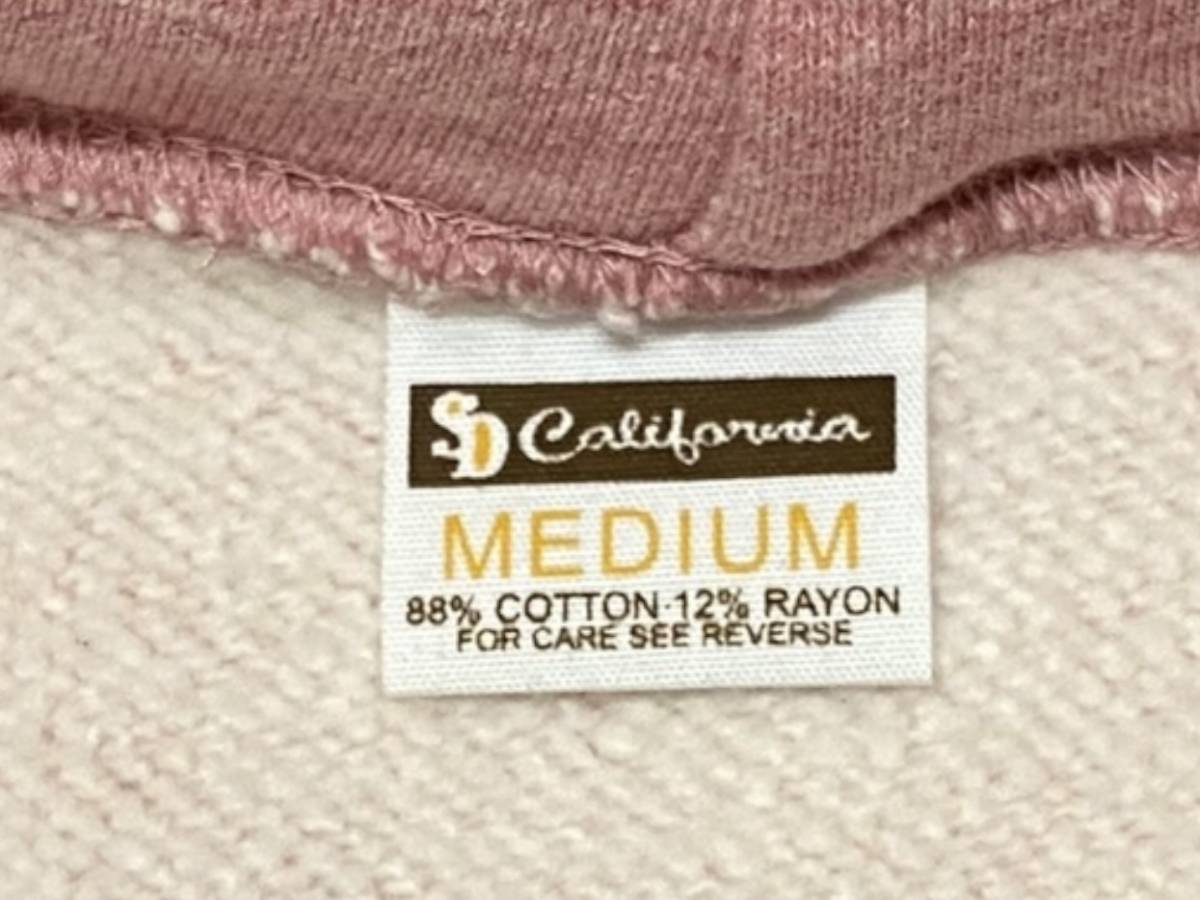 SD California
MEDIUM
88% COTTON·12% RAYON
FOR CARE SEE REVERSE